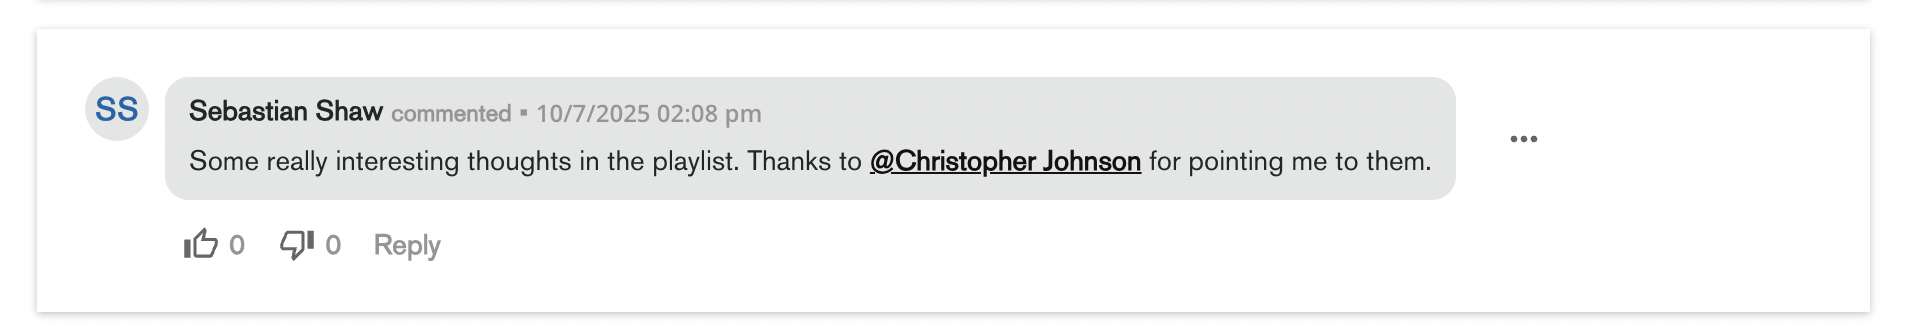 SS
Sebastian Shaw commented ▪ 10/7/2025 02:08 pm
Some really interesting thoughts in the playlist. Thanks to @Christopher Johnson for pointing me to them.
0 0 Reply